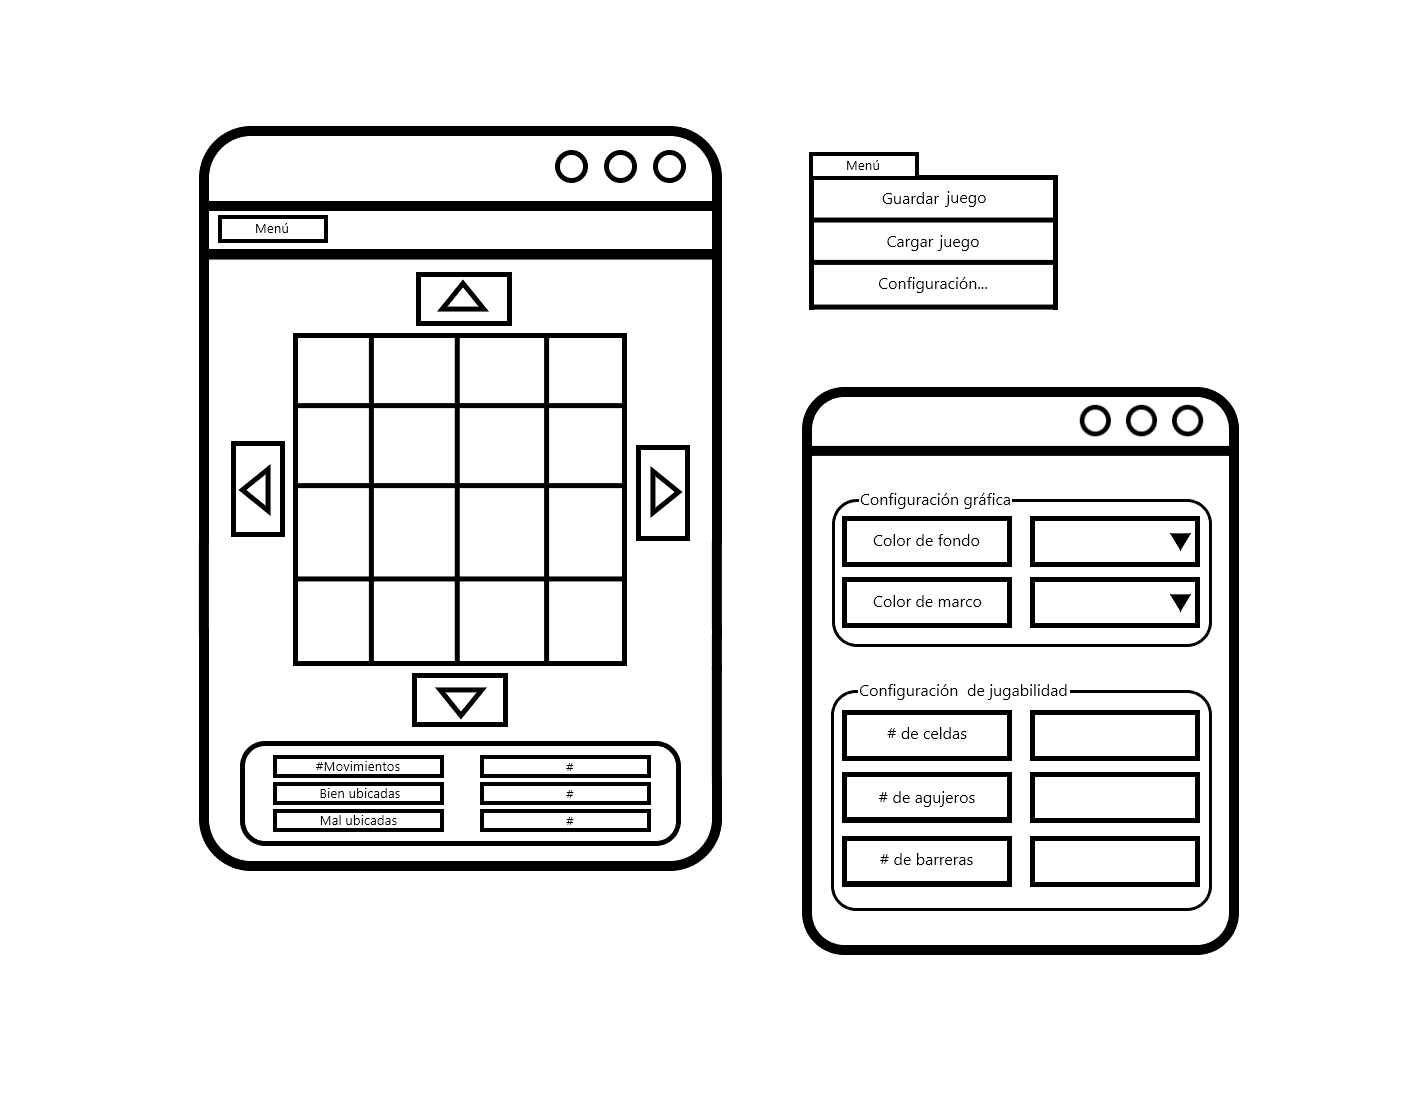 Menú
#Movimientos #
Bien ubicadas #
Mal ubicadas #
Menú
Guardar juego
Cargar juego
Configuración...
Configuración gráfica
Color de fondo
Color de marco
Configuración de jugabilidad
# de celdas
# de agujeros
# de barreras